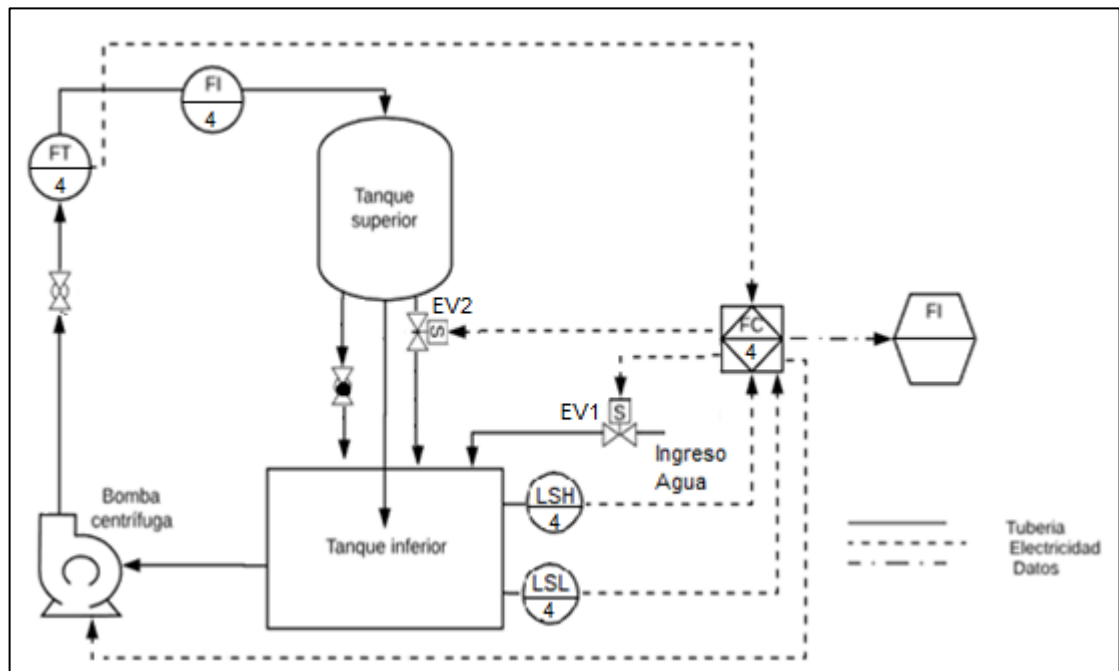 FI
4
FT
4
Tanque
superior
EV2
S
FC
4
FI
EV1
S
Ingreso
Agua
LSH
4
Bomba
centrífuga
Tanque inferior
LSL
4
Tuberia
Electricidad
Datos